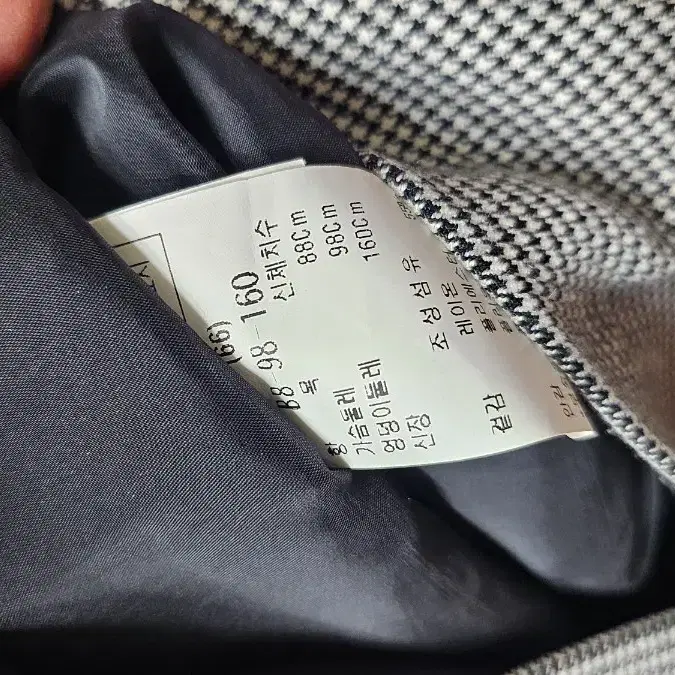 (66)
88-98-160
항 목 신체치수
가슴둘레 88Cm
엉덩이둘레 98Cm
신장 160Cm
조성섬유
겉감 레이온